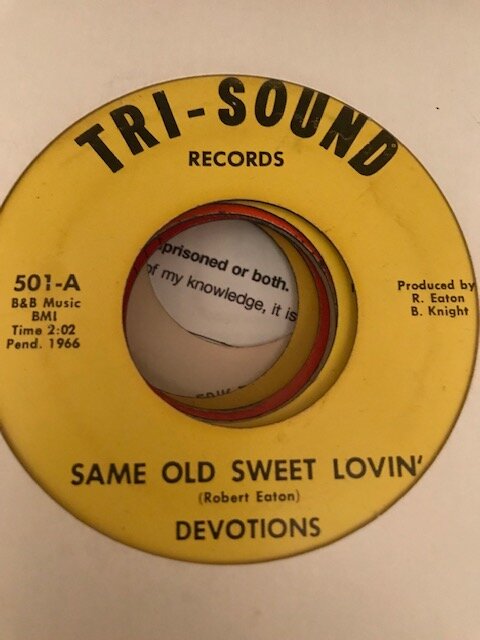 TRI-SOUND
RECORDS
501-A
B&B Music
BMI
Time 2:02
Pend. 1966
Produced by
R. Eaton
B. Knight
prisoned or both.
of my knowledge, it is
SAME OLD SWEET LOVIN'
(Robert Eaton)
DEVOTIONS